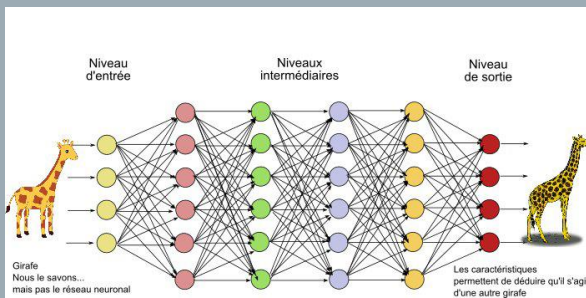 Niveau
d'entrée
Niveaux
intermédiaires
Niveau
de sortie
Girafe
Nous le savons...
mais pas le réseau neuronal
Les caractéristiques
permettent de déduire qu'il s'agi
d'une autre girafe